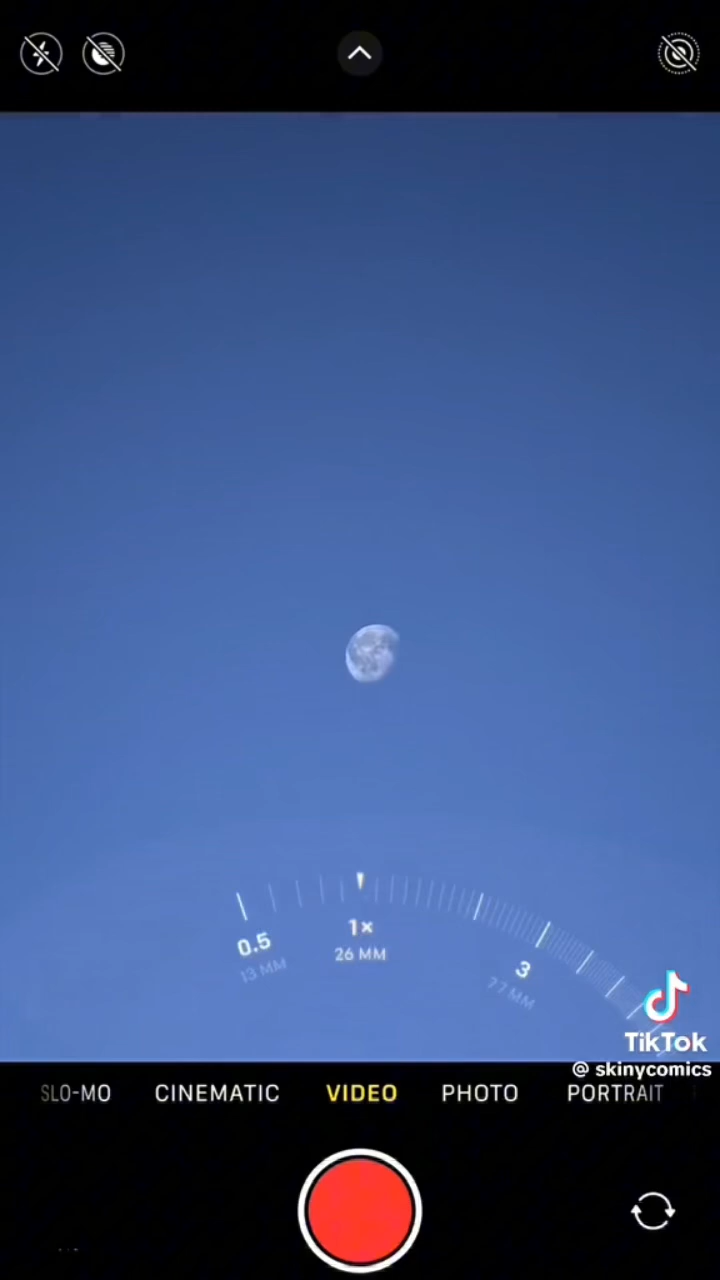 0.5
13 MM
1×
26 MM
3
77 MM
TikTok
@ skinycomics
SLO-MO
CINEMATIC
VIDEO
PHOTO
PORTRAIT